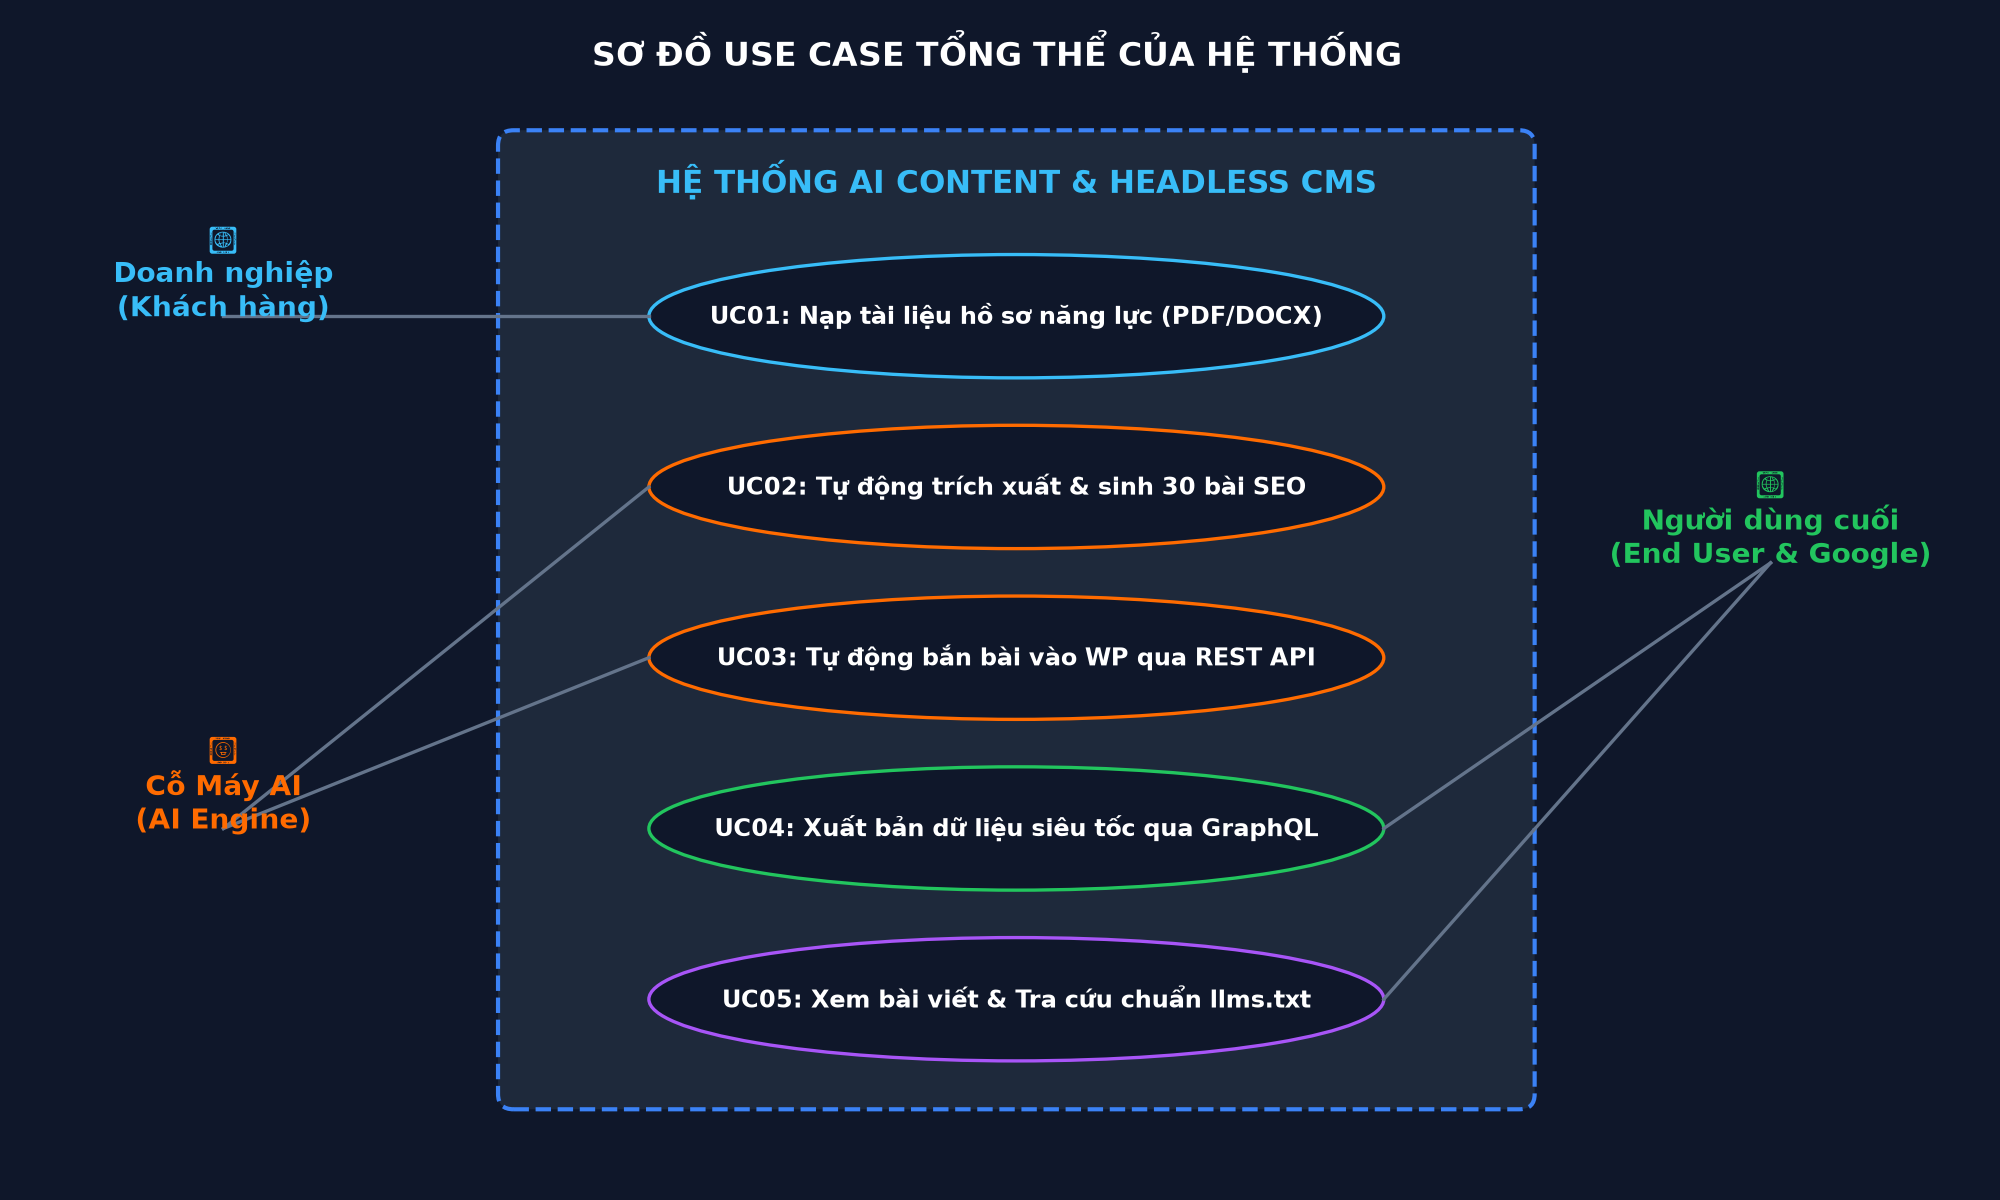 SƠ ĐỒ USE CASE TỔNG THỂ CỦA HỆ THỐNG
HỆ THỐNG AI CONTENT & HEADLESS CMS
Doanh nghiệp
(Khách hàng)
UC01: Nạp tài liệu hồ sơ năng lực (PDF/DOCX)
UC02: Tự động trích xuất & sinh 30 bài SEO
Người dùng cuối
(End User & Google)
UC03: Tự động bắn bài vào WP qua REST API
Cỗ Máy AI
(AI Engine)
UC04: Xuất bản dữ liệu siêu tốc qua GraphQL
UC05: Xem bài viết & Tra cứu chuẩn llms.txt